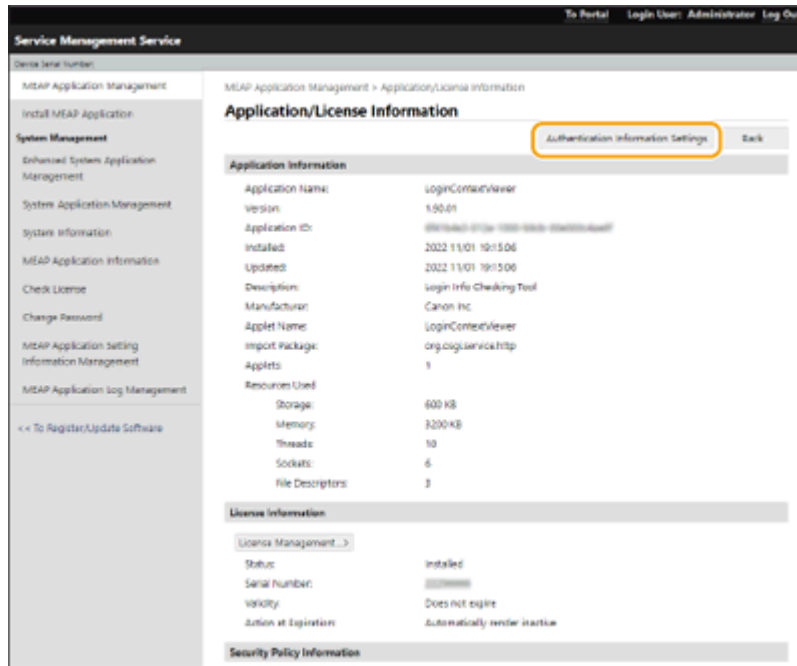 To Portal Login User: Administrator Log Ou
Service Management Service
Device Serial Number:
MEAP Application Management
Install MEAP Application
System Management
Enhanced System Application
Management
System Application Management
System Information
MEAP Application Information
Check License
Change Password
MEAP Application Setting
Information Management
MEAP Application Log Management
<< To Register/Update Software
MEAP Application Management > Application/License Information
Application/License Information
Authentication Information Settings Back
Application Information
Application Name: LoginContextViewer
Version: 1.50.01
Application ID:
Installed: 2022 11/01 19:15:06
Updated: 2022 11/01 19:15:06
Description: Login Info Checking Tool
Manufacturer: Canon Inc.
Applet Name: LoginContextViewer
Import Package: org.osgi.service.http
Applets: 1
Resources Used
Storage: 600 KB
Memory: 3200 KB
Threads: 10
Sockets: 6
File Descriptors: 3
License Information
License Management...>
Status: Installed
Serial Number:
Validity: Does not expire
Action at Expiration: Automatically render inactive
Security Policy Information